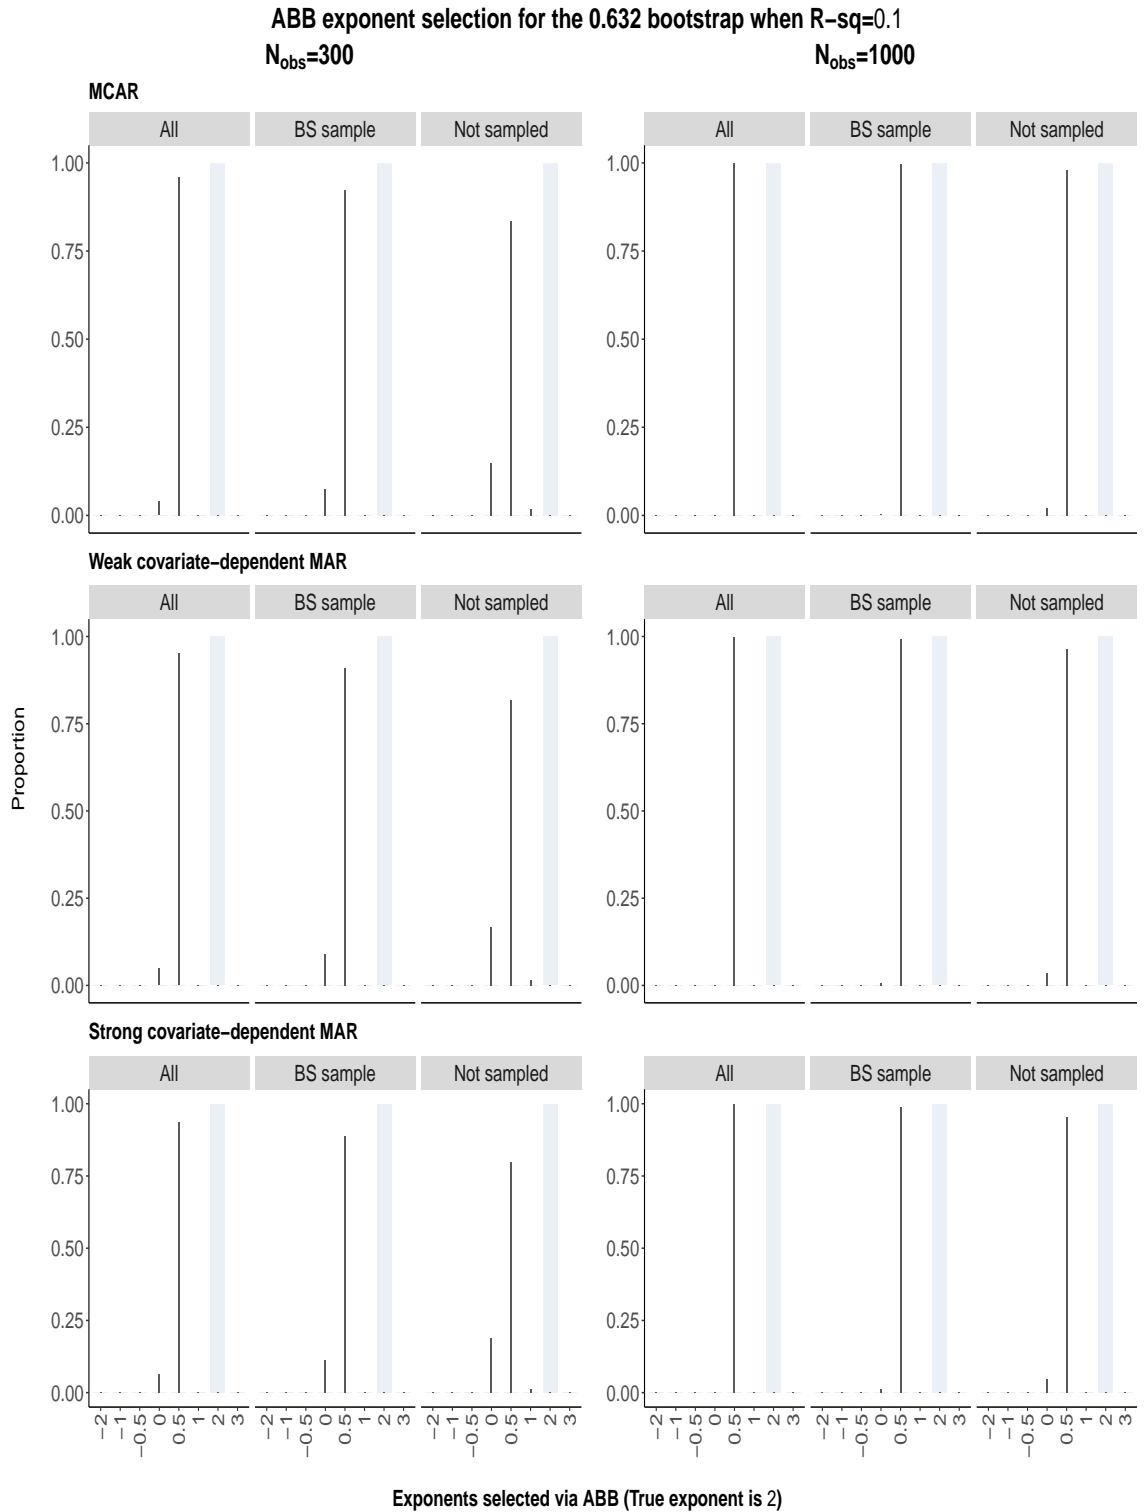 ABB exponent selection for the 0.632 bootstrap when R−sq=0.1
Nobs=300 Nobs=1000
MCAR
All BS sample Not sampled All BS sample Not sampled
1.00 1.00
0.75 0.75
0.50 0.50
0.25 0.25
0.00 0.00
Weak covariate−dependent MAR
All BS sample Not sampled All BS sample Not sampled
1.00 1.00
0.75 0.75
0.50 0.50
0.25 0.25
0.00 0.00
Proportion
Strong covariate−dependent MAR
All BS sample Not sampled All BS sample Not sampled
1.00 1.00
0.75 0.75
0.50 0.50
0.25 0.25
0.00 0.00
−2 −1 −0.5 0 0.5 1 2 3 −2 −1 −0.5 0 0.5 1 2 3 −2 −1 −0.5 0 0.5 1 2 3 −2 −1 −0.5 0 0.5 1 2 3 −2 −1 −0.5 0 0.5 1 2 3 −2 −1 −0.5 0 0.5 1 2 3
Exponents selected via ABB (True exponent is 2)